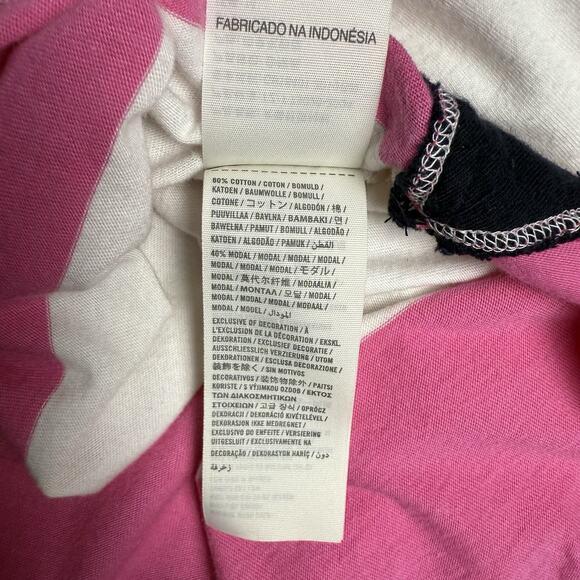 FABRICADO NA INDONÉSIA
60% COTTON / COTON / BOMULD /
KATOEN / BAUMWOLLE / BOMULL /
COTONE / コットン / ALGODÓN / 棉 /
PUUVILLAA / BAVLNA / ΒΑΜΒΑΚΙ / 면 /
BAWEŁNA / PAMUT / BOMULL / ALGODÃO /
KATOEN / ALGODÃO / PAMUK / القطن
40% MODAL / MODAL / MODAL / MODAL /
MODAL / MODAL / MODAL / モダル /
MODAL / 莫代尔纤维 / MODAALIA /
MODAL / ΜΟΝΤΑΛ / 모달 / MODAL /
MODAL / MODAL / MODAL / MODAAL /
MODAL / MODEL / المودال
EXCLUSIVE OF DECORATION / À
L'EXCLUSION DE LA DÉCORATION / EKSKL.
DEKORATION / EXCLUSIEF DECORATIE /
AUSSCHLIESSLICH VERZIERUNG / UTOM
DEKORATIONEN / ESCLUSA DECORAZIONE /
装飾を除く / SIN MOTIVOS
DECORATIVOS / 装饰物除外 / PAITSI
KORISTE / S VÝJIMKOU OZDOB / ΕΚΤΟΣ
ΤΩΝ ΔΙΑΚΟΣΜΗΤΙΚΩΝ
ΣΤΟΙΧΕΙΩΝ / 고급 장식 / OPRÓCZ
DEKORACJI / DEKORÁCIÓ KIVÉTELÉVEL /
DEKORASJON IKKE MEDREGNET /
EXCLUSIVO DO ENFEITE / VERSIERING
UITGESLUIT / EXCLUSIVAMENTE NA
DECORAÇÃO / DEKORASYON HARİÇ / دون
زخرفة